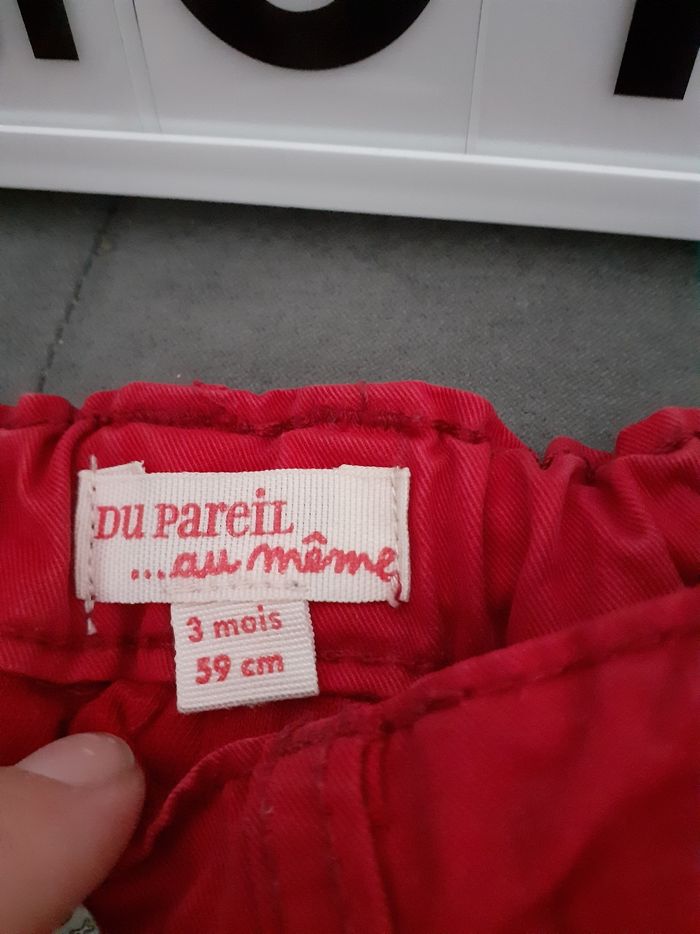 DU PAREIL
...au même
3 mois
59 cm